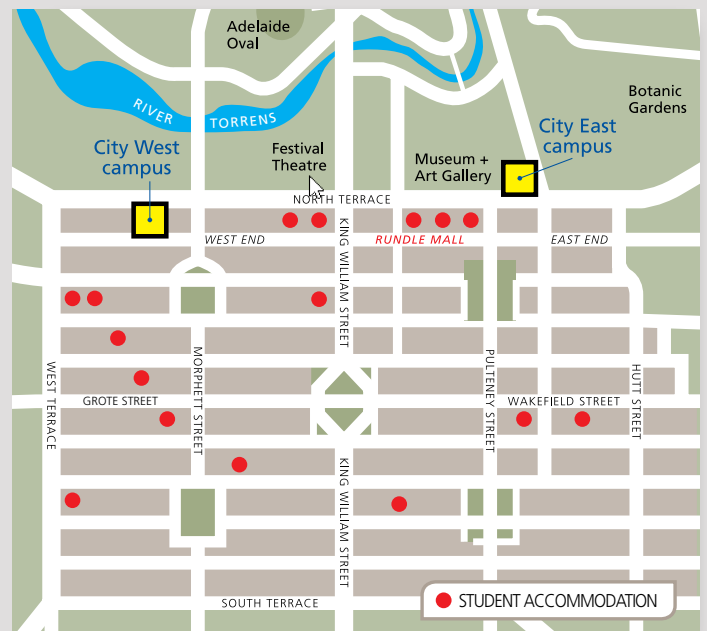 Adelaide
Oval
Botanic
Gardens
RIVER TORRENS
City East
campus
City West
campus
Festival
Theatre
Museum +
Art Gallery
NORTH TERRACE
WEST END
RUNDLE MALL
EAST END
KING WILLIAM STREET
MORPHETT STREET
PULTENEY STREET
WEST TERRACE
HUTT STREET
GROTE STREET
WAKEFIELD STREET
KING WILLIAM STREET
SOUTH TERRACE
STUDENT ACCOMMODATION